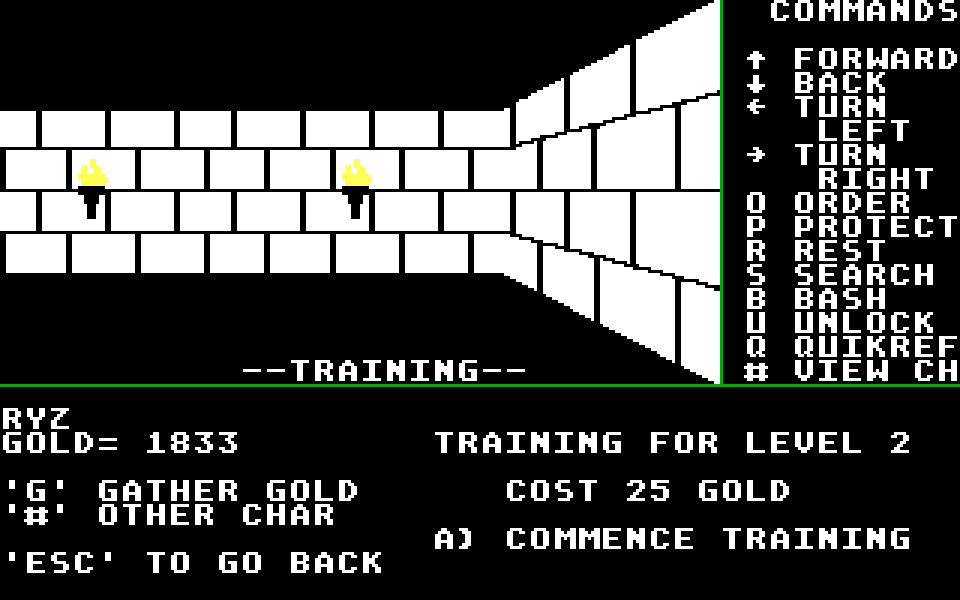 COMMANDS
↑ FORWARD
↓ BACK
← TURN
LEFT
→ TURN
RIGHT
O ORDER
P PROTECT
R REST
S SEARCH
B BASH
U UNLOCK
Q QUIKREF
# VIEW CH
--TRAINING--
RYZ
GOLD= 1833
'G' GATHER GOLD
'#' OTHER CHAR
'ESC' TO GO BACK
TRAINING FOR LEVEL 2
COST 25 GOLD
A) COMMENCE TRAINING